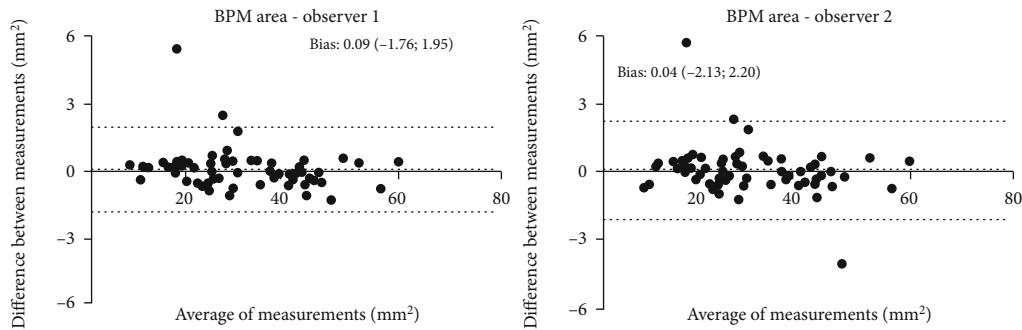 BPM area - observer 1
Bias: 0.09 (–1.76; 1.95)
Difference between measurements (mm²)
6
3
0
–3
–6
20
40
60
80
Average of measurements (mm²)
BPM area - observer 2
Bias: 0.04 (–2.13; 2.20)
Difference between measurements (mm²)
6
3
0
–3
–6
20
40
60
80
Average of measurements (mm²)